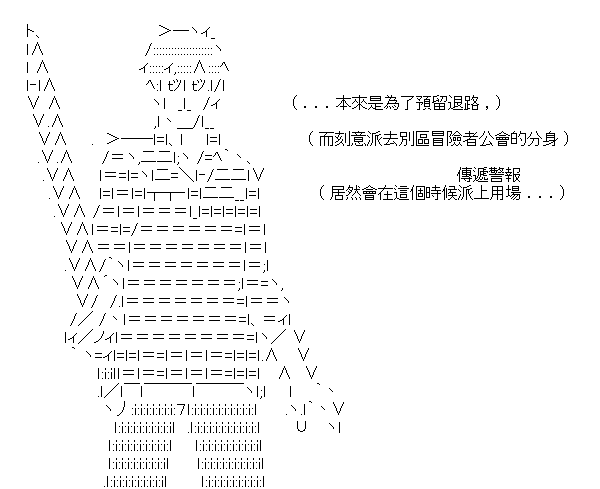 (...本來是為了預留退路,)
(而刻意派去別區冒險者公會的分身)
傳遞警報
(居然會在這個時候派上用場...)